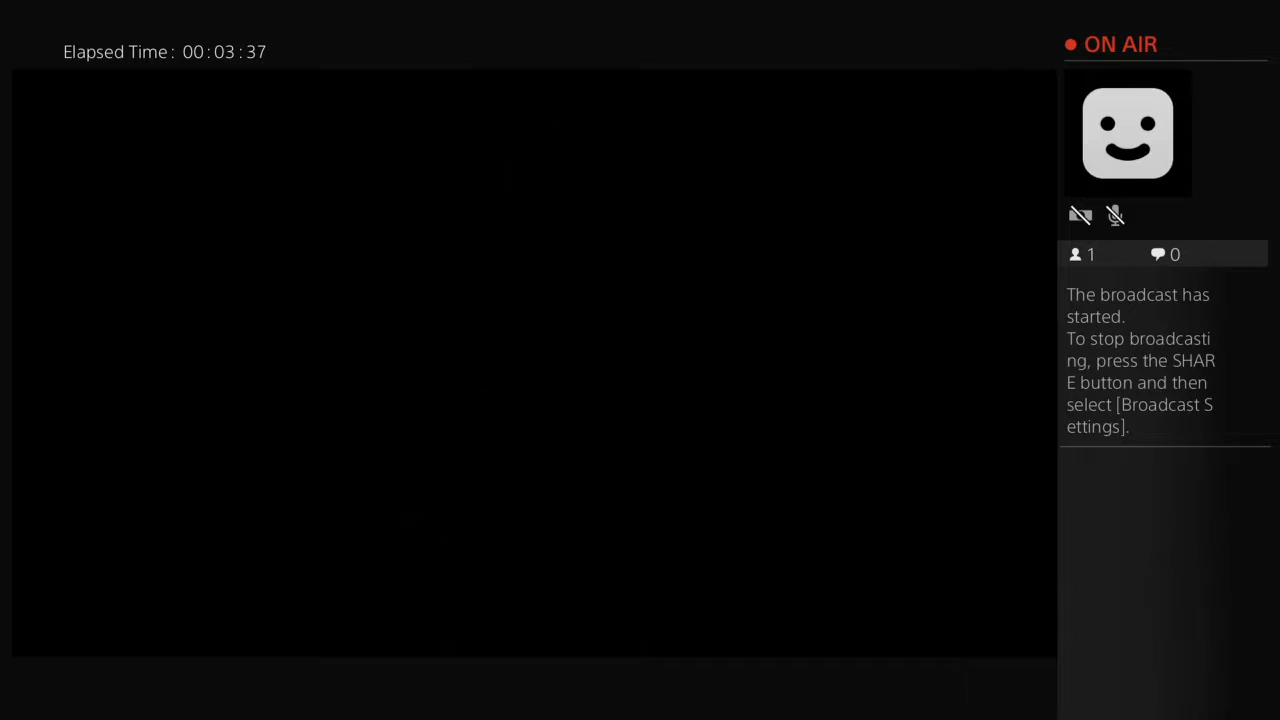 Elapsed Time: 00:03:37
ON AIR
1 0
The broadcast has
started.
To stop broadcasti
ng, press the SHAR
E button and then
select [Broadcast S
ettings].